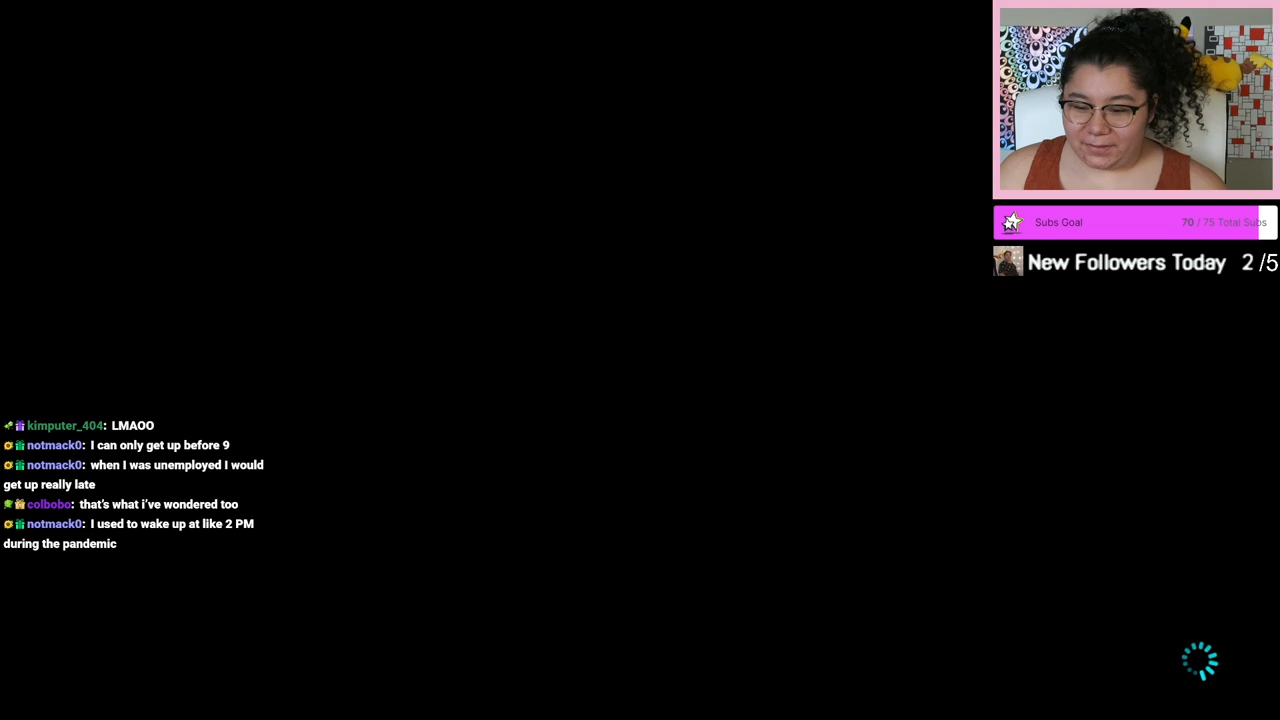 Subs Goal 70 / 75 Total Subs
New Followers Today 2 /5
kimputer_404: LMAOO
notmack0: I can only get up before 9
notmack0: when I was unemployed I would
get up really late
colbobo: that's what i've wondered too
notmack0: I used to wake up at like 2 PM
during the pandemic